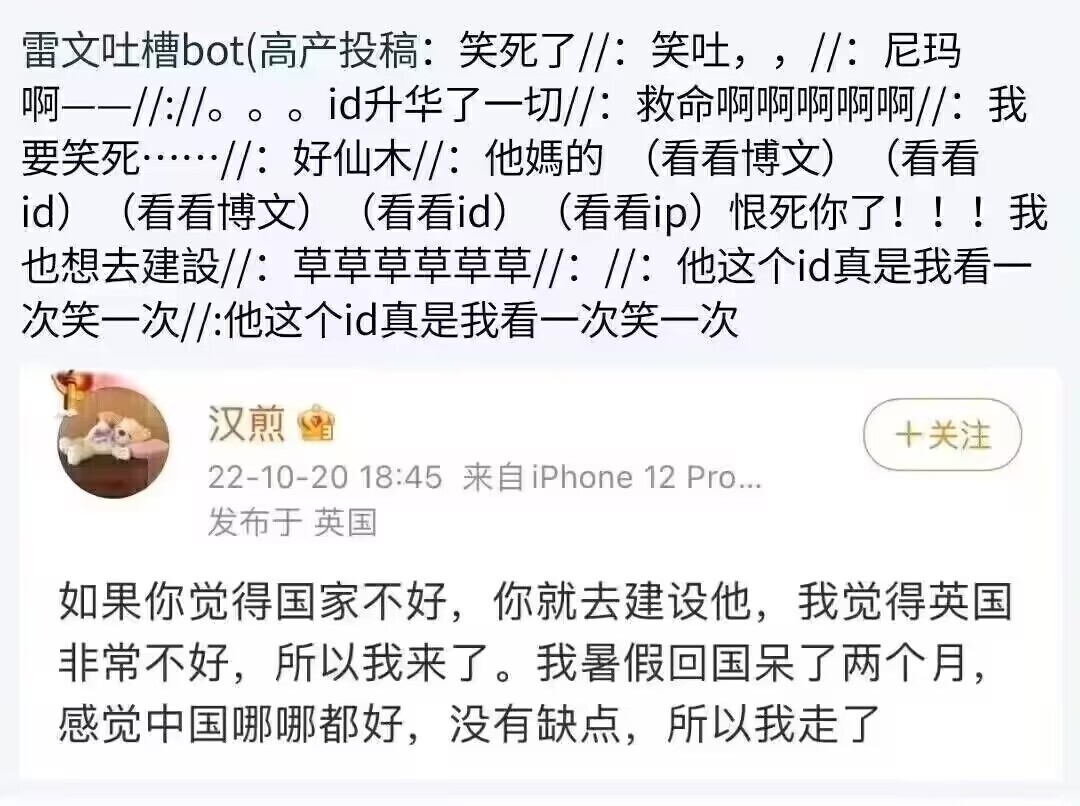 雷文吐槽bot(高产投稿：笑死了//：笑吐，，//：尼玛
啊——//://。。。id升华了一切//：救命啊啊啊啊啊//：我
要笑死……//：好仙木//：他媽的 （看看博文）（看看
id）（看看博文）（看看id）（看看ip）恨死你了！！！我
也想去建設//：草草草草草草//：//：他这个id真是我看一
次笑一次//:他这个id真是我看一次笑一次
汉煎
＋关注
22-10-20 18:45 来自iPhone 12 Pro...
发布于 英国
如果你觉得国家不好，你就去建设他，我觉得英国
非常不好，所以我来了。我暑假回国呆了两个月，
感觉中国哪哪都好，没有缺点，所以我走了